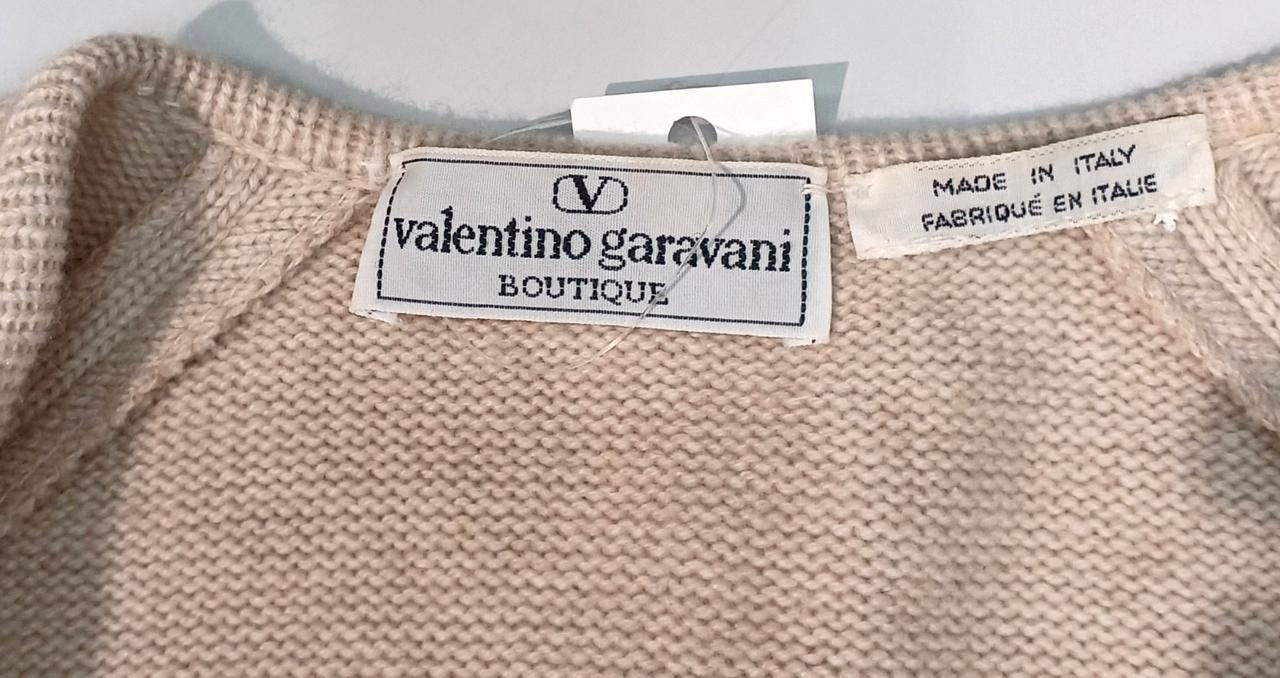 V
valentino garavani
BOUTIQUE
MADE IN ITALY
FABRIQUÉ EN ITALIE